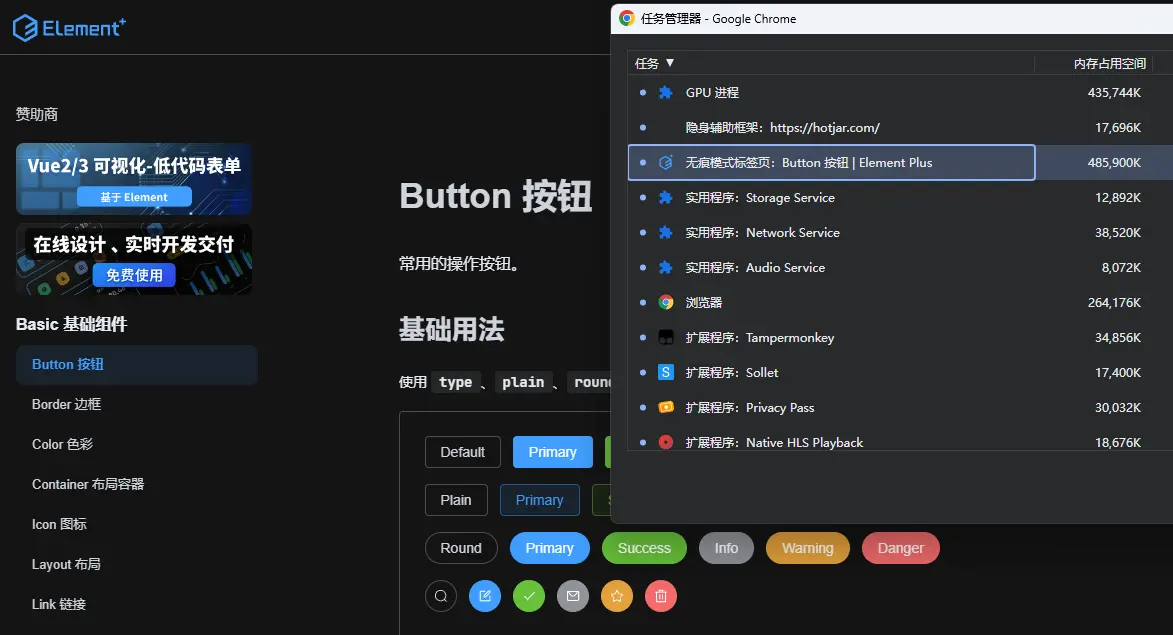 Element+
赞助商
Vue2/3 可视化-低代码表单
基于 Element
在线设计、实时开发交付
免费使用
Basic 基础组件
Button 按钮
Border 边框
Color 色彩
Container 布局容器
Icon 图标
Layout 布局
Link 链接
Button 按钮
常用的操作按钮。
基础用法
使用 type 、 plain 、 round
Default Primary
Plain Primary S
Round Primary Success Info Warning Danger
任务管理器 - Google Chrome
任务 ▼ 内存占用空间
GPU 进程 435,744K
隐身辅助框架：https://hotjar.com/ 17,696K
无痕模式标签页：Button 按钮 | Element Plus 485,900K
实用程序：Storage Service 12,892K
实用程序：Network Service 38,520K
实用程序：Audio Service 8,072K
浏览器 264,176K
扩展程序：Tampermonkey 34,856K
S 扩展程序：Sollet 17,400K
扩展程序：Privacy Pass 30,032K
扩展程序：Native HLS Playback 18,676K